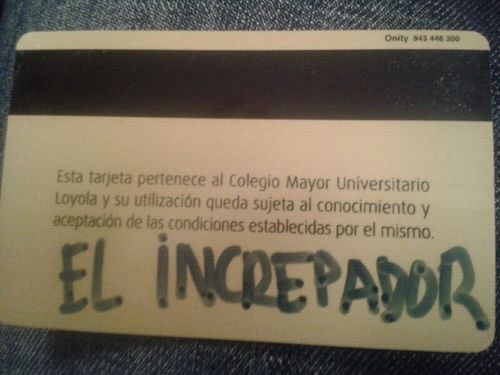 Onity 943 448 300
Esta tarjeta pertenece al Colegio Mayor Universitario
Loyola y su utilización queda sujeta al conocimiento y
aceptación de las condiciones establecidas por el mismo.
EL INCREPADOR